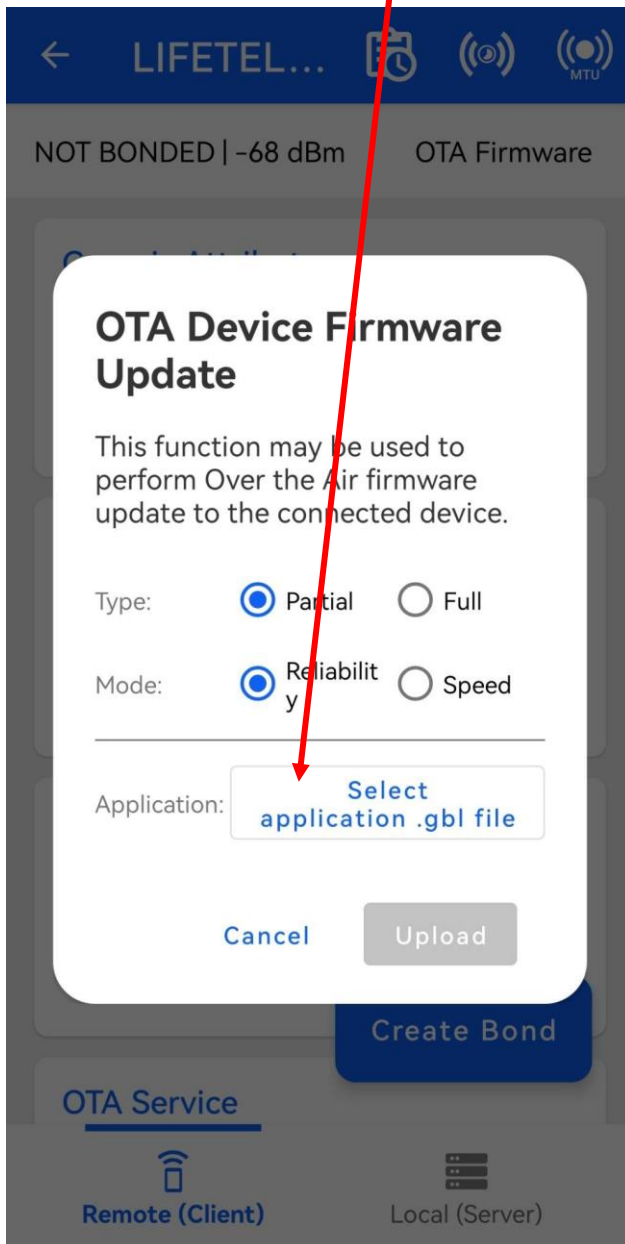 LIFETEL...
MTU
NOT BONDED | -68 dBm OTA Firmware
OTA Device Firmware
Update
This function may be used to
perform Over the Air firmware
update to the connected device.
Type: Partial Full
Mode: Reliabilit
y Speed
Application: Select
application .gbl file
Cancel Upload
Create Bond
OTA Service
Remote (Client) Local (Server)